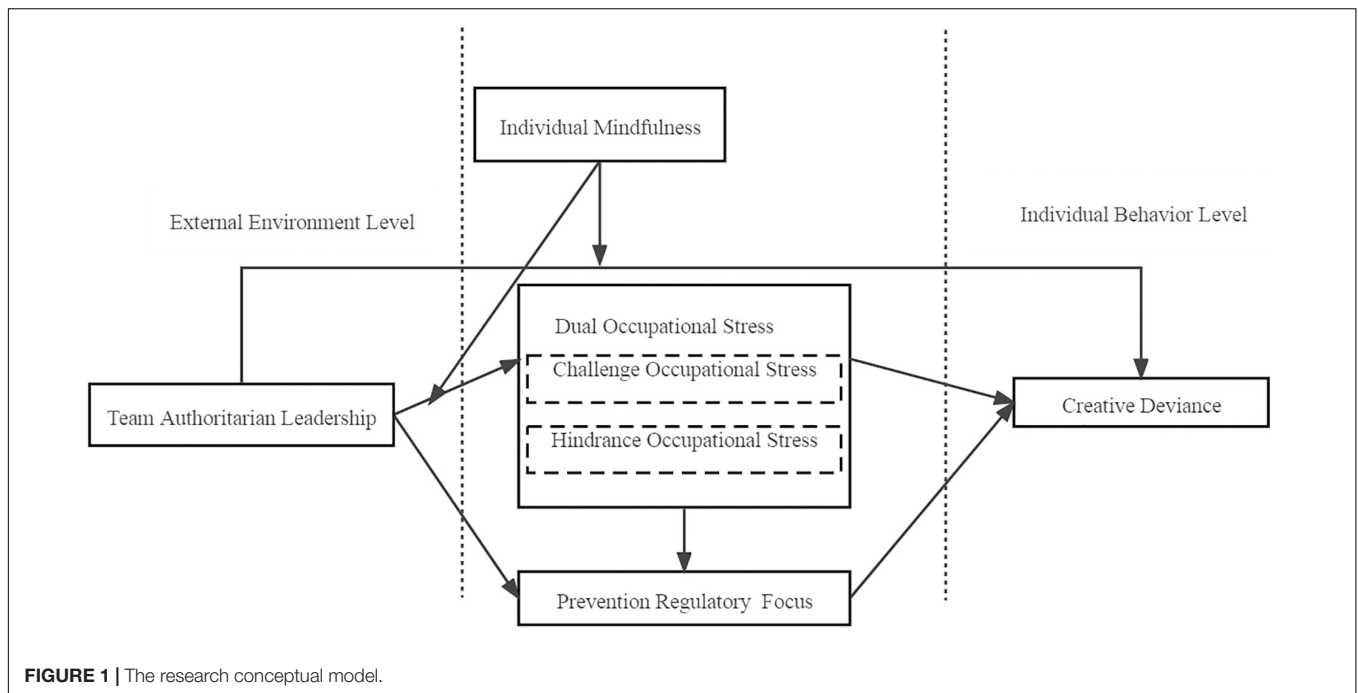 Individual Mindfulness
External Environment Level
Individual Behavior Level
Dual Occupational Stress
Challenge Occupational Stress
Team Authoritarian Leadership
Creative Deviance
Hindrance Occupational Stress
Prevention Regulatory Focus
FIGURE 1 | The research conceptual model.